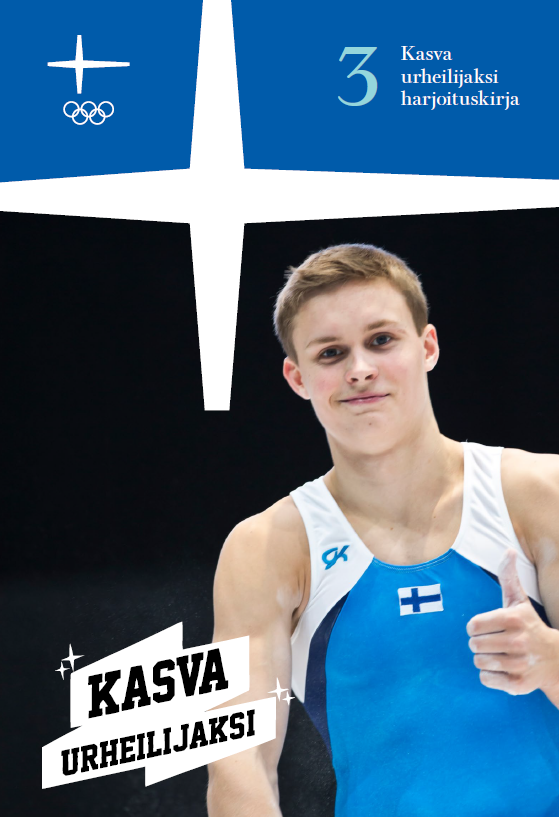 3
Kasva
urheilijaksi
harjoituskirja
GK
KASVA
URHEILIJAKSI